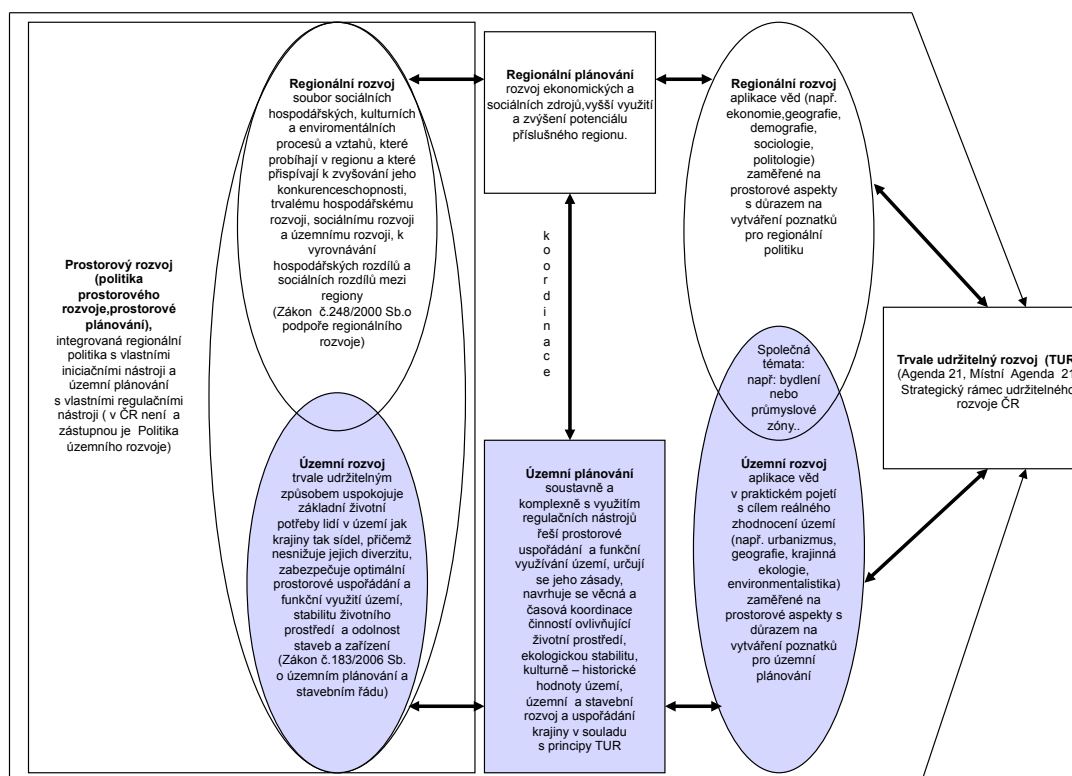 Prostorový rozvoj
(politika
prostorového
rozvoje,prostorové
plánování),
integrovaná regionální
politika s vlastními
iniciačními nástroji a
územní plánování
s vlastními regulačními
nástroji ( v ČR není  a
zástupnou je  Politika
územního rozvoje)
Regionální rozvoj
soubor sociálních
hospodářských, kulturních
a enviromentálních
procesů a vztahů, které
probíhají v regionu a které
přispívají k zvyšování jeho
konkurenceschopnosti,
trvalému hospodářskému
rozvoji, sociálnímu rozvoji
a územnímu rozvoji, k
vyrovnávání
hospodářských rozdílů a
sociálních rozdílů mezi
regiony
(Zákon  č.248/2000 Sb.o
podpoře regionálního
rozvoje)
Územní rozvoj
trvale udržitelným
způsobem uspokojuje
základní životní
potřeby lidí v území jak
krajiny tak sídel, přičemž
nesnižuje jejich diverzitu,
zabezpečuje optimální
prostorové uspořádání a
funkční využití území,
stabilitu životního
prostředí  a odolnost
staveb a zařízení
(Zákon č.183/2006 Sb.
o územním plánování a
stavebním řádu)
Regionální plánování
rozvoj ekonomických a
sociálních zdrojů,vyšší využití
a zvýšení potenciálu
příslušného regionu.
k
o
o
r
d
i
n
a
c
e
Územní plánování
soustavně a
komplexně s využitím
regulačních nástrojů
řeší prostorové
uspořádání  a funkční
využívání území, určují
se jeho zásady,
navrhuje se věcná a
časová koordinace
činností ovlivňující
životní prostředí,
ekologickou stabilitu,
kulturně – historické
hodnoty území,
územní  a stavební
rozvoj a uspořádání
krajiny v souladu
s principy TUR
Regionální rozvoj
aplikace věd (např.
ekonomie,geografie,
demografie,
sociologie,
politologie)
zaměřené na
prostorové aspekty
s důrazem na
vytváření poznatků
pro regionální
politiku
Společná
témata:
např: bydlení
nebo
průmyslové
zóny..
Územní rozvoj
aplikace věd
v praktickém pojetí
s cílem reálného
zhodnocení území
(např. urbanizmus,
geografie, krajinná
ekologie,
environmentalistika)
zaměřené na
prostorové aspekty s
důrazem na
vytváření poznatků
pro územní
plánování
Trvale udržitelný rozvoj  (TUR)
(Agenda 21, Místní  Agenda  21
Strategický rámec udržitelného
rozvoje ČR